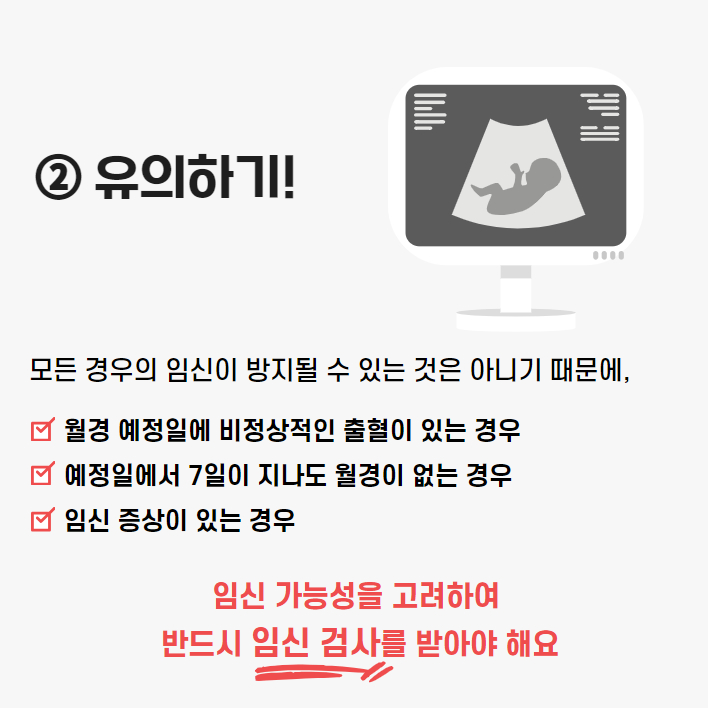 ② 유의하기!
모든 경우의 임신이 방지될 수 있는 것은 아니기 때문에,
월경 예정일에 비정상적인 출혈이 있는 경우
예정일에서 7일이 지나도 월경이 없는 경우
임신 증상이 있는 경우
임신 가능성을 고려하여
반드시 임신 검사를 받아야 해요